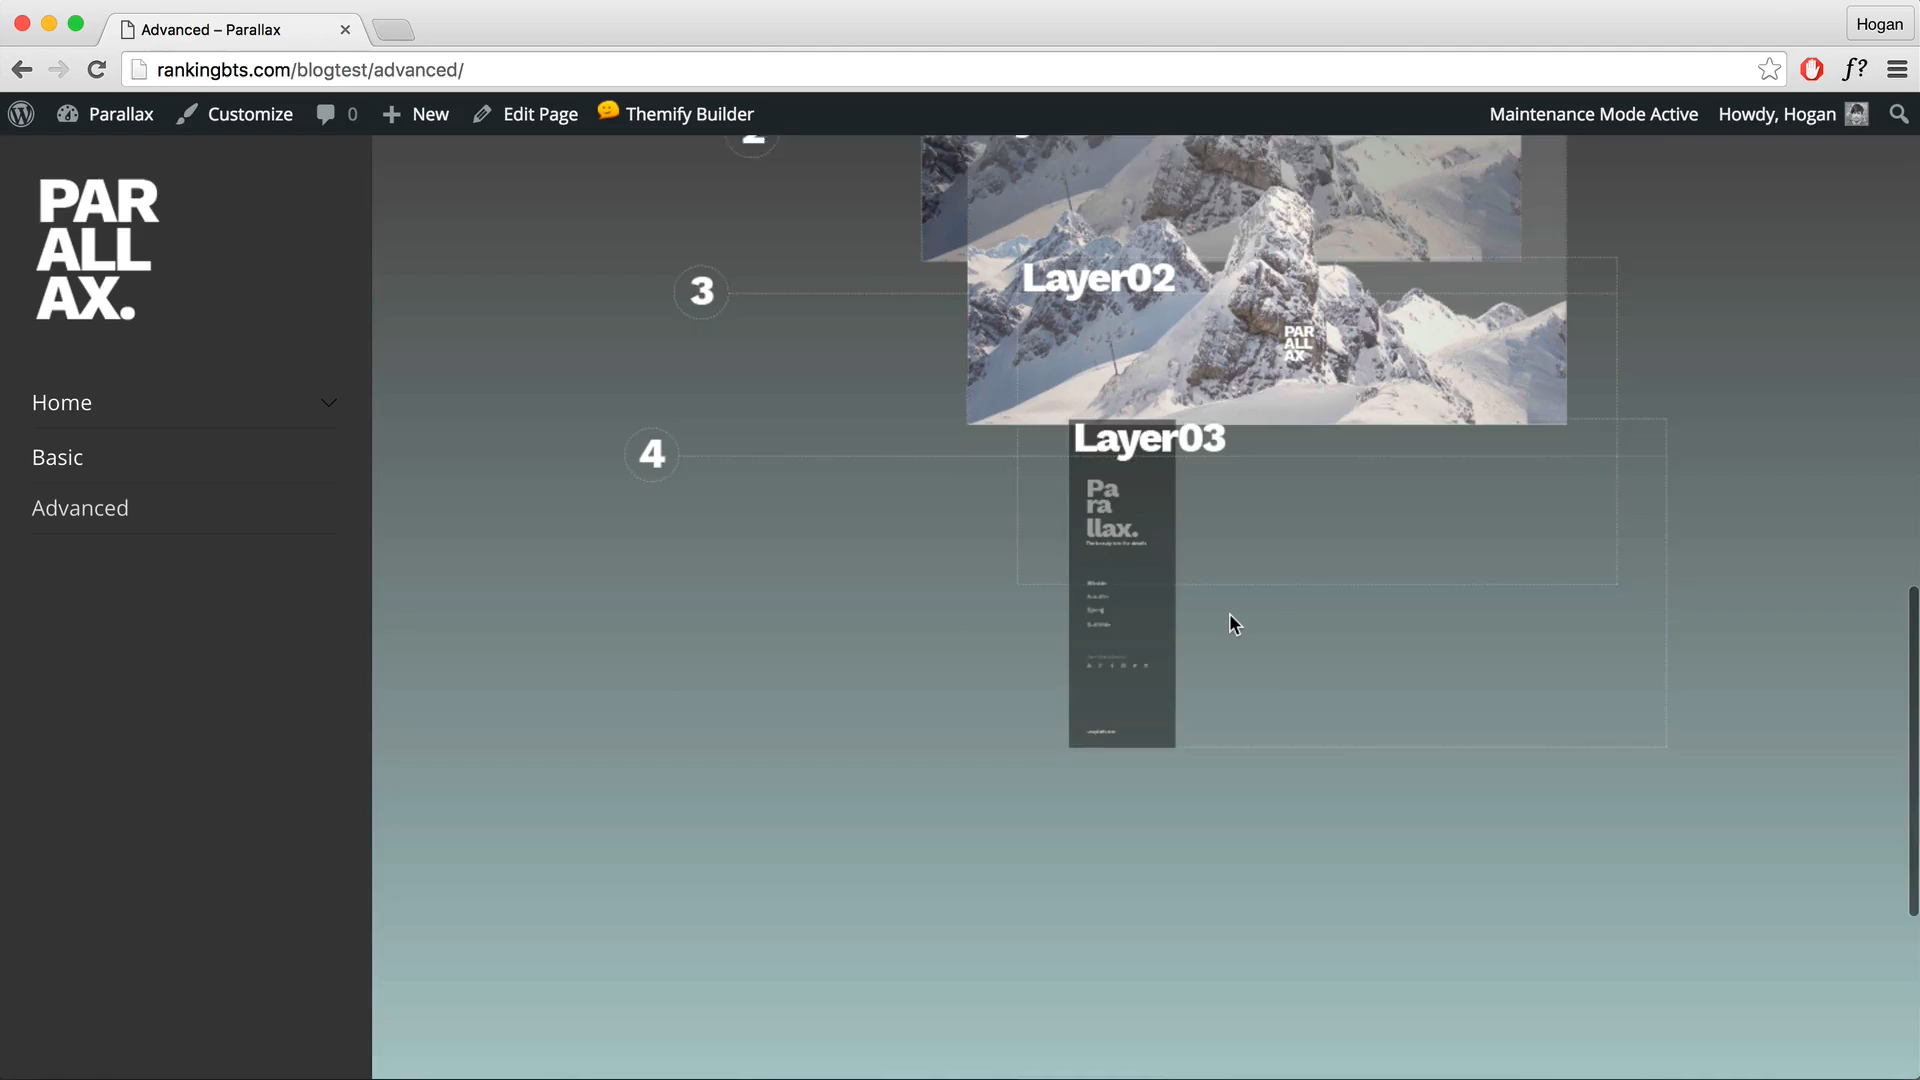 Advanced – Parallax
Hogan
rankingbts.com/blogtest/advanced/
f?
Parallax
Customize
0
New
Edit Page
Themify Builder
Maintenance Mode Active
Howdy, Hogan
PAR
ALL
AX.
Home
Basic
Advanced
2
3
Layer02
PAR
ALL
AX
4
Layer03
Pa
ra
llax.